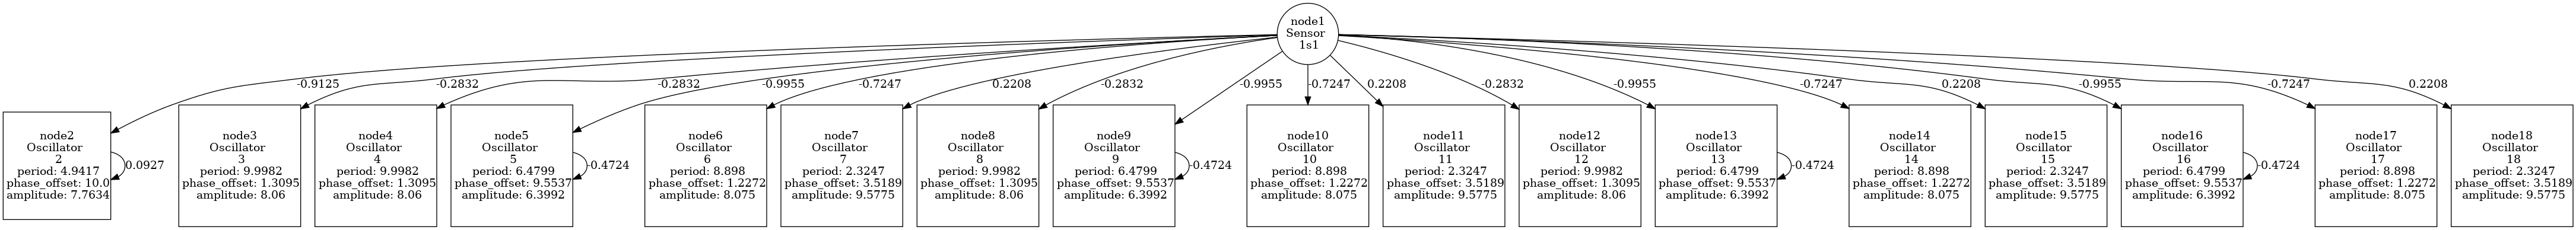 node1
Sensor
1s1
-0.9125
-0.2832
-0.2832
-0.9955
-0.7247
0.2208
-0.2832
-0.9955
-0.7247
0.2208
-0.2832
-0.9955
-0.7247
0.2208
-0.9955
-0.7247
0.2208
node2
Oscillator
2
period: 4.9417
phase_offset: 10.0
amplitude: 7.7634
0.0927
node3
Oscillator
3
period: 9.9982
phase_offset: 1.3095
amplitude: 8.06
node4
Oscillator
4
period: 9.9982
phase_offset: 1.3095
amplitude: 8.06
node5
Oscillator
5
period: 6.4799
phase_offset: 9.5537
amplitude: 6.3992
-0.4724
node6
Oscillator
6
period: 8.898
phase_offset: 1.2272
amplitude: 8.075
node7
Oscillator
7
period: 2.3247
phase_offset: 3.5189
amplitude: 9.5775
node8
Oscillator
8
period: 9.9982
phase_offset: 1.3095
amplitude: 8.06
node9
Oscillator
9
period: 6.4799
phase_offset: 9.5537
amplitude: 6.3992
-0.4724
node10
Oscillator
10
period: 8.898
phase_offset: 1.2272
amplitude: 8.075
node11
Oscillator
11
period: 2.3247
phase_offset: 3.5189
amplitude: 9.5775
node12
Oscillator
12
period: 9.9982
phase_offset: 1.3095
amplitude: 8.06
node13
Oscillator
13
period: 6.4799
phase_offset: 9.5537
amplitude: 6.3992
-0.4724
node14
Oscillator
14
period: 8.898
phase_offset: 1.2272
amplitude: 8.075
node15
Oscillator
15
period: 2.3247
phase_offset: 3.5189
amplitude: 9.5775
node16
Oscillator
16
period: 6.4799
phase_offset: 9.5537
amplitude: 6.3992
-0.4724
node17
Oscillator
17
period: 8.898
phase_offset: 1.2272
amplitude: 8.075
node18
Oscillator
18
period: 2.3247
phase_offset: 3.5189
amplitude: 9.5775